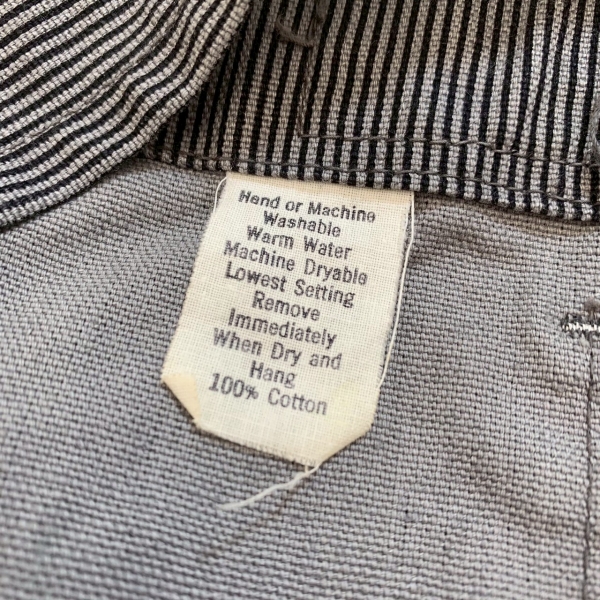 Hand or Machine
Washable
Warm Water
Machine Dryable
Lowest Setting
Remove
Immediately
When Dry and
Hang
100% Cotton